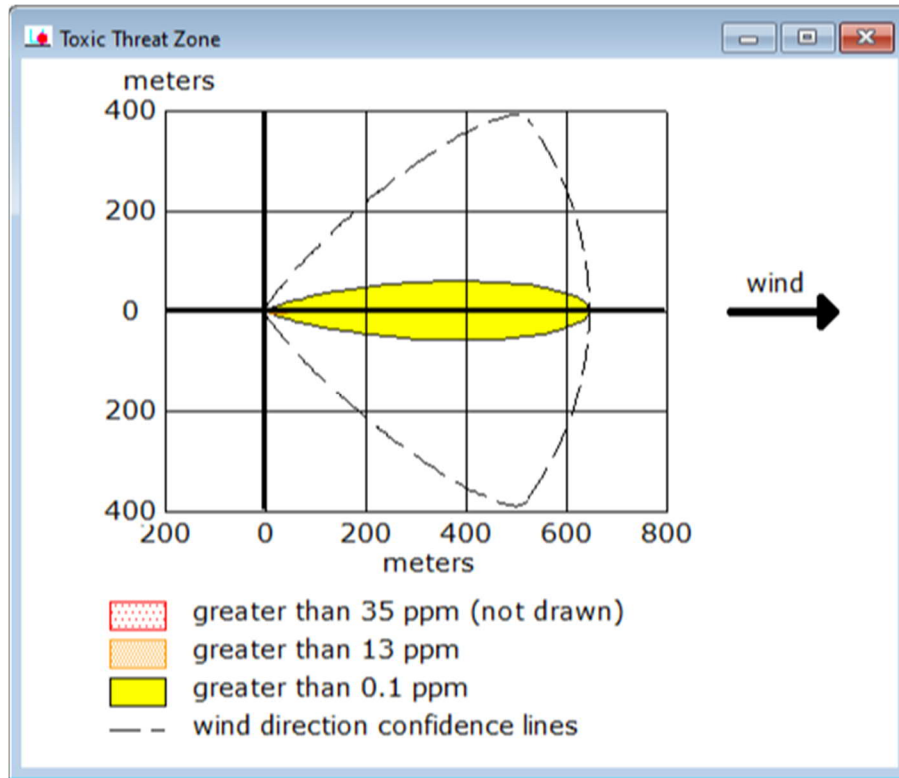 Toxic Threat Zone
meters
400
200
0
wind
200
400
200 0 200 400 600 800
meters
greater than 35 ppm (not drawn)
greater than 13 ppm
greater than 0.1 ppm
wind direction confidence lines